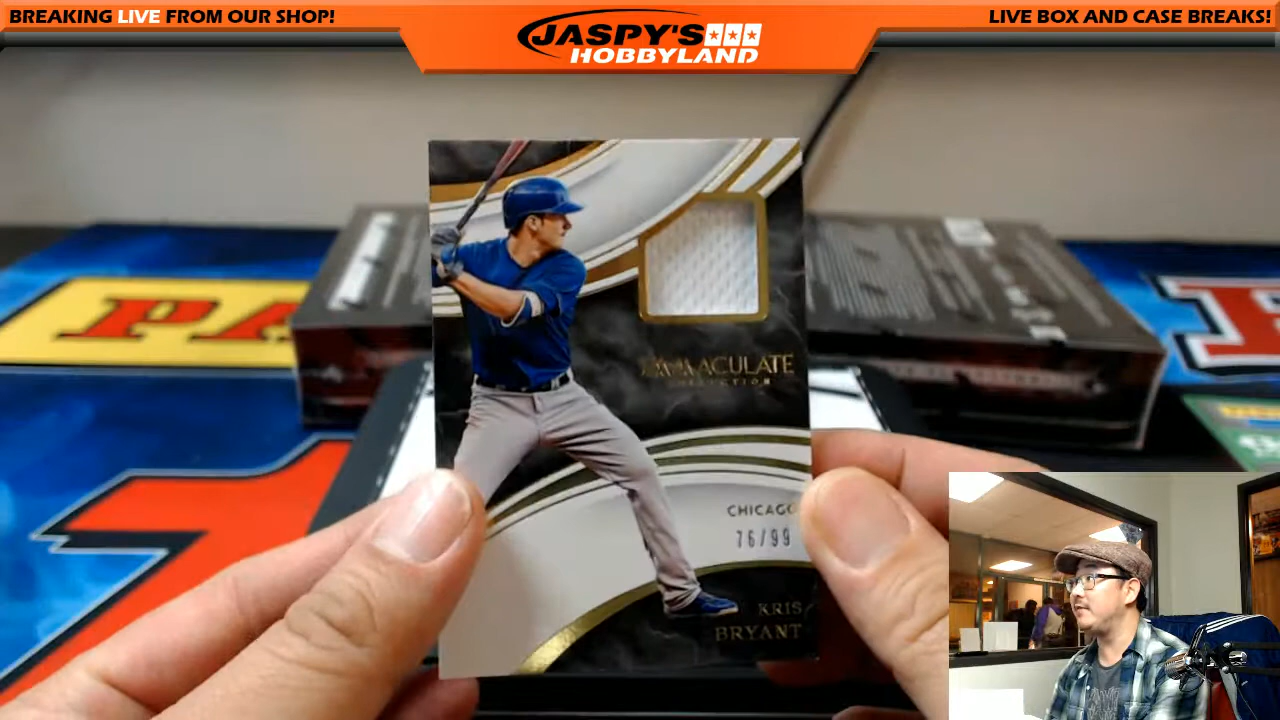 BREAKING LIVE FROM OUR SHOP!
JASPY'S
HOBBYLAND
LIVE BOX AND CASE BREAKS!
PA
IMMACULATE
COLLECTION
CHICAGO
76/99
KRIS
BRYANT